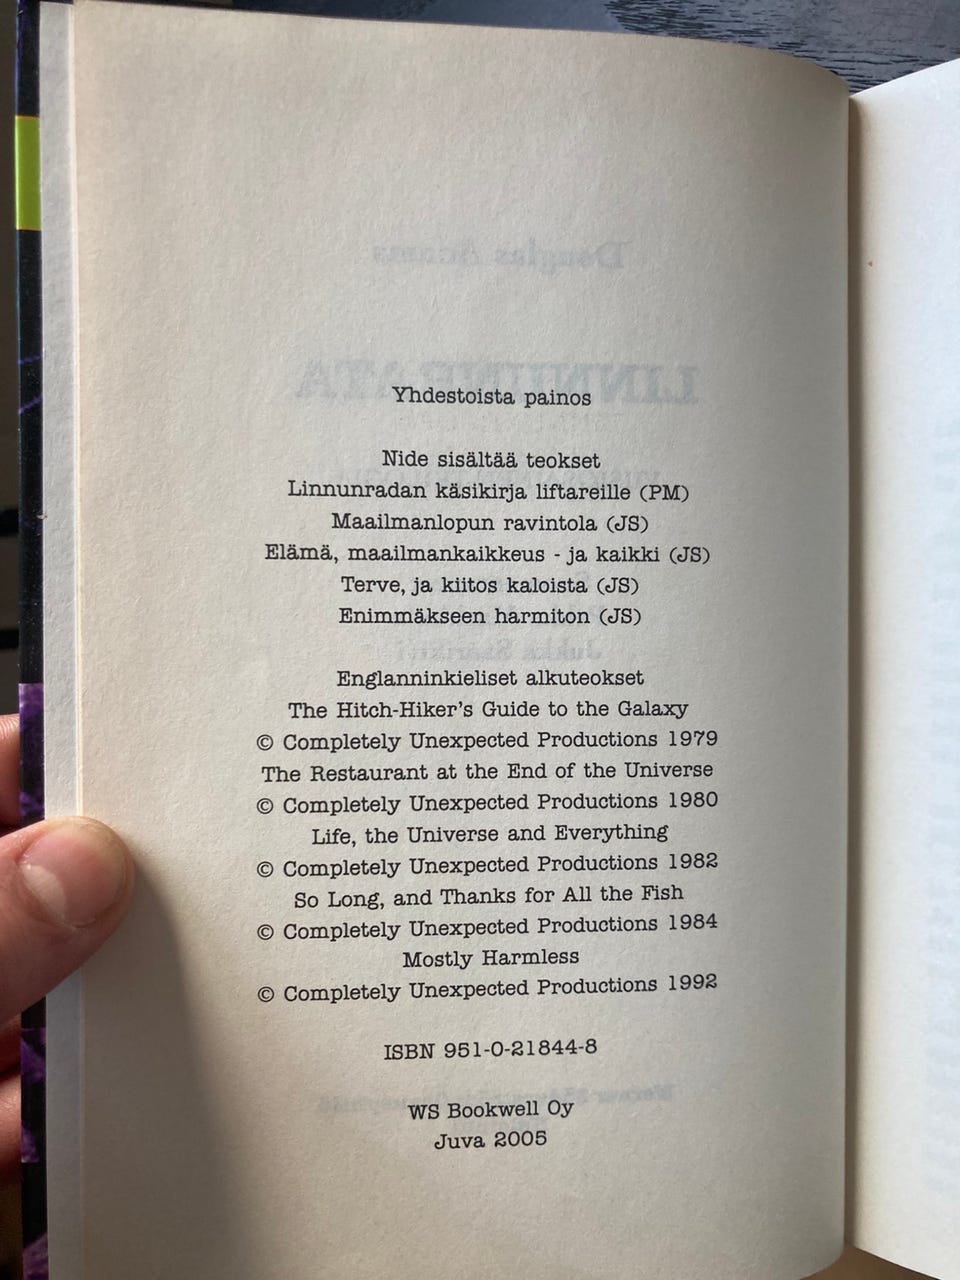 Yhdestoista painos
Nide sisältää teokset
Linnunradan käsikirja liftareille (PM)
Maailmanlopun ravintola (JS)
Elämä, maailmankaikkeus - ja kaikki (JS)
Terve, ja kiitos kaloista (JS)
Enimmäkseen harmiton (JS)
Englanninkieliset alkuteokset
The Hitch-Hiker's Guide to the Galaxy
© Completely Unexpected Productions 1979
The Restaurant at the End of the Universe
© Completely Unexpected Productions 1980
Life, the Universe and Everything
© Completely Unexpected Productions 1982
So Long, and Thanks for All the Fish
© Completely Unexpected Productions 1984
Mostly Harmless
© Completely Unexpected Productions 1992
ISBN 951-0-21844-8
WS Bookwell Oy
Juva 2005